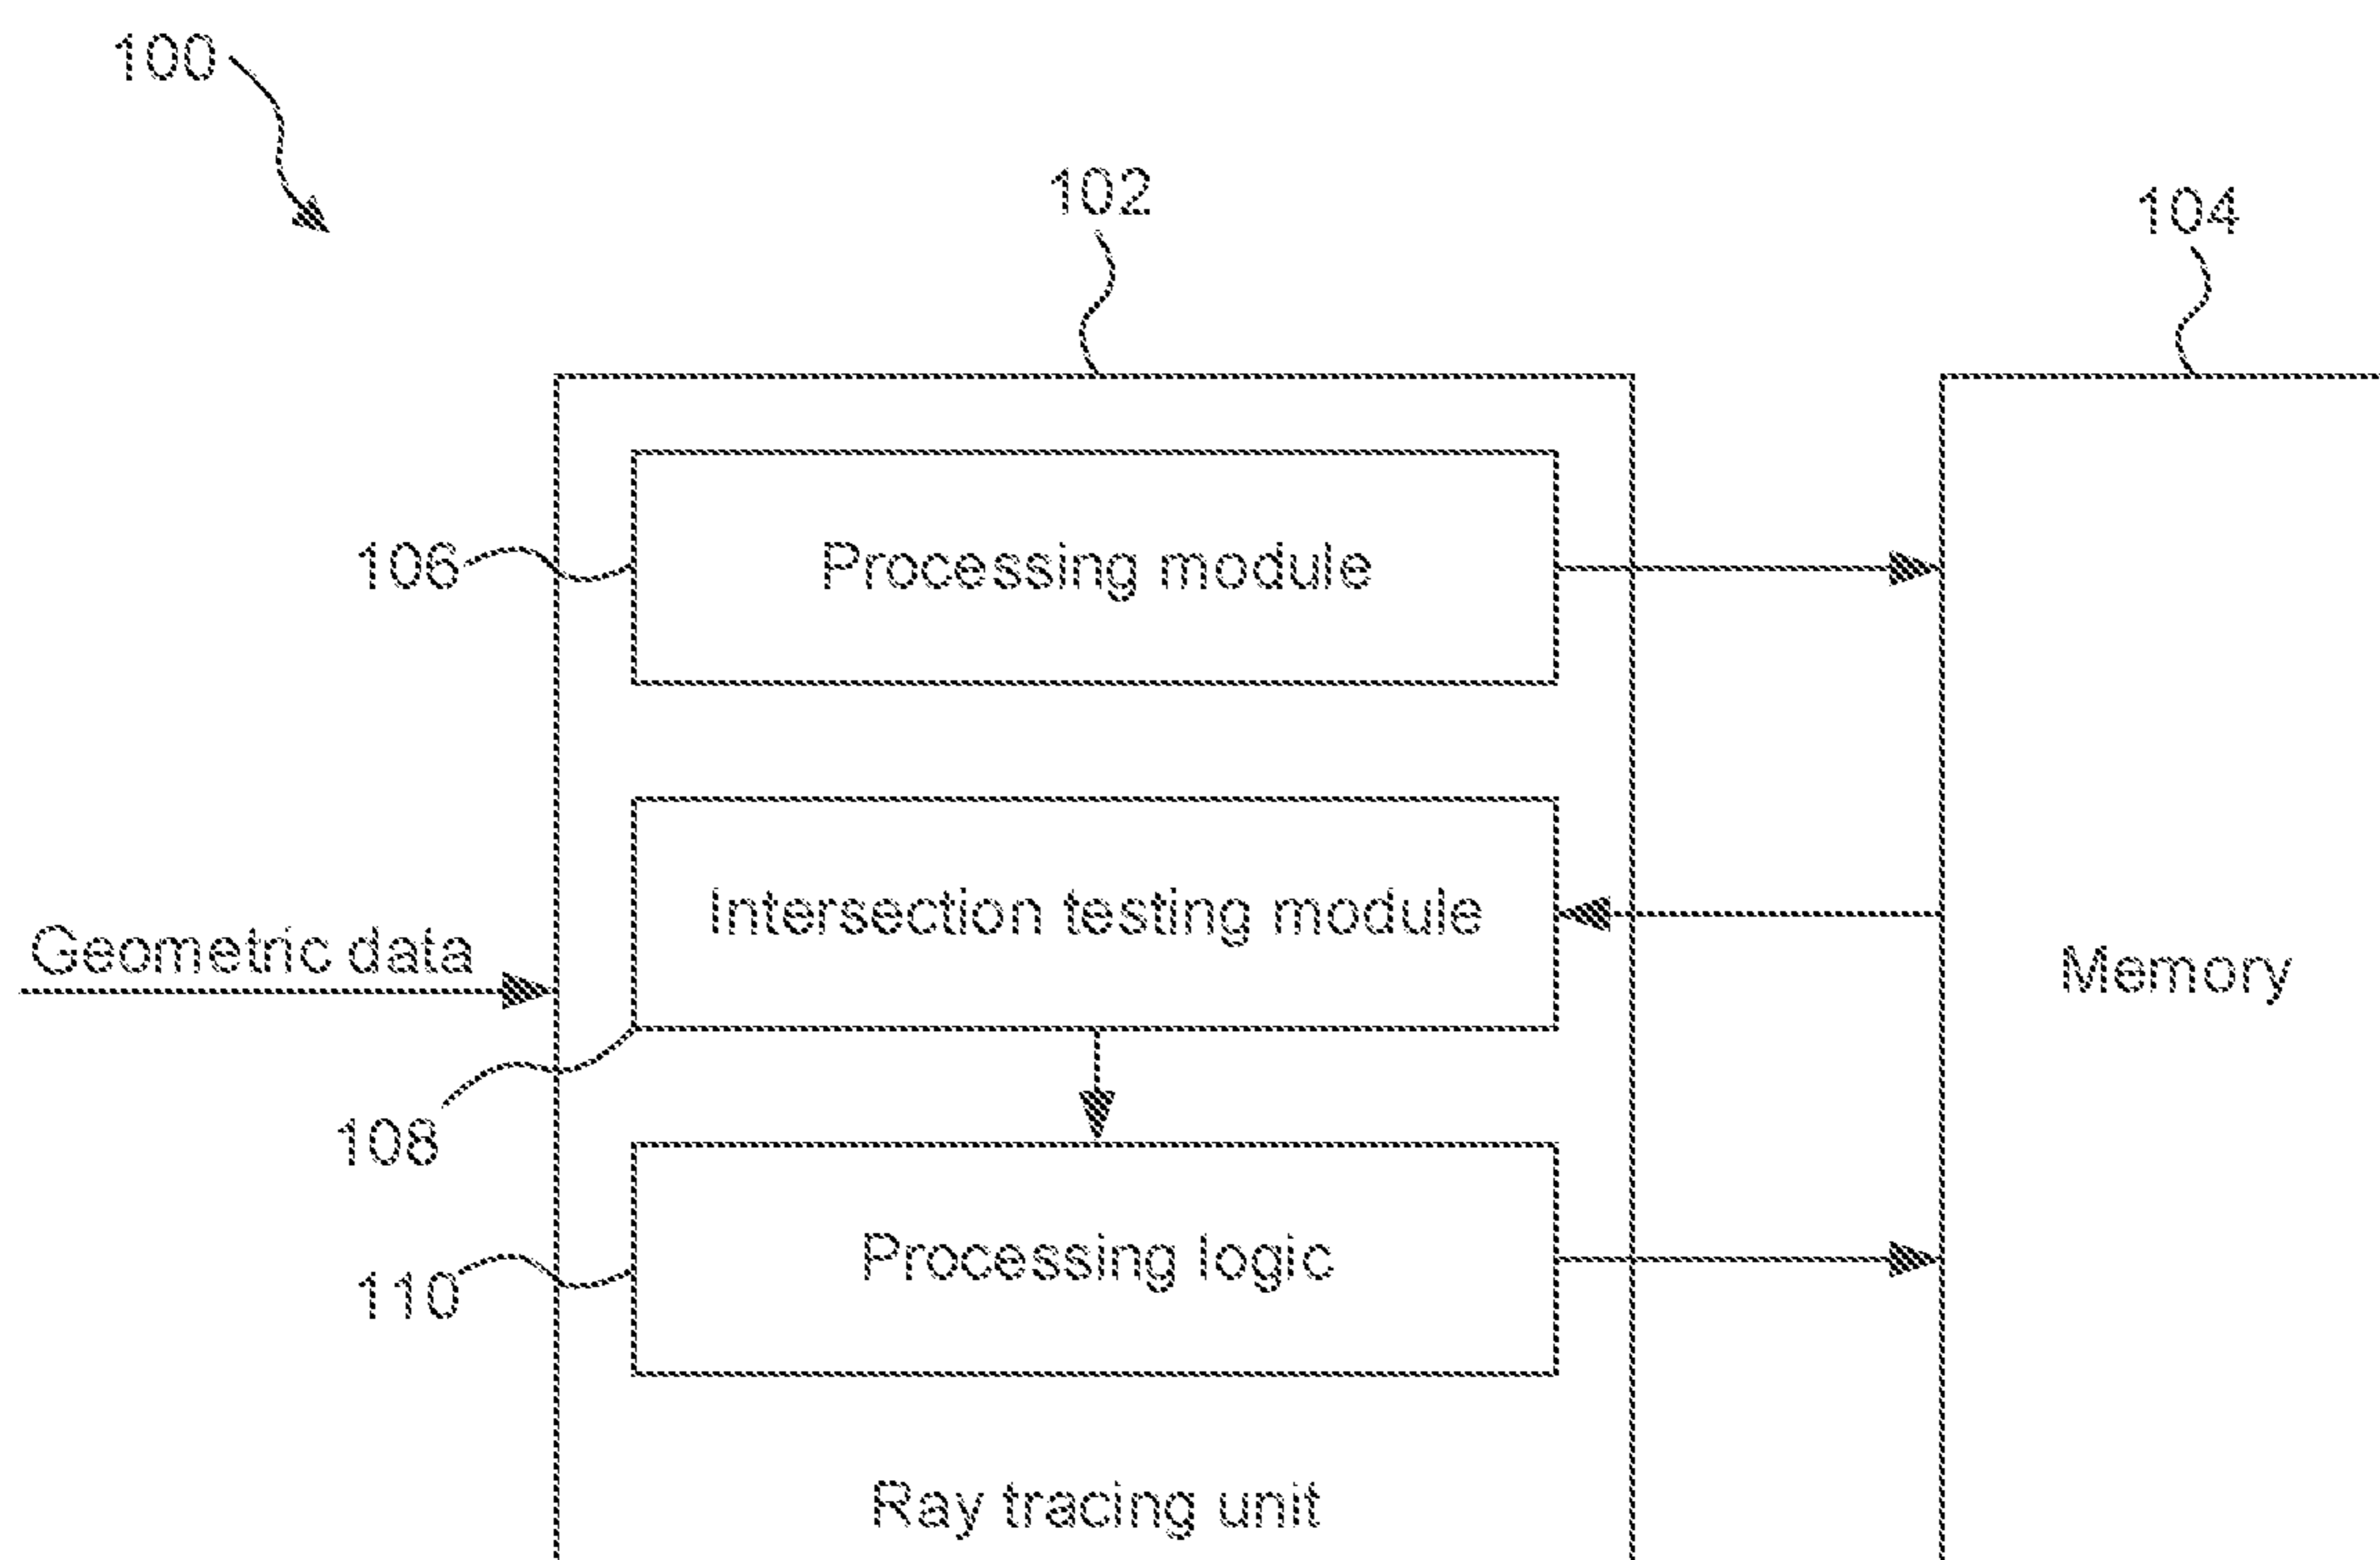 100
102
104
106
Processing module
Intersection testing module
Geometric data
Memory
108
Processing logic
110
Ray tracing unit